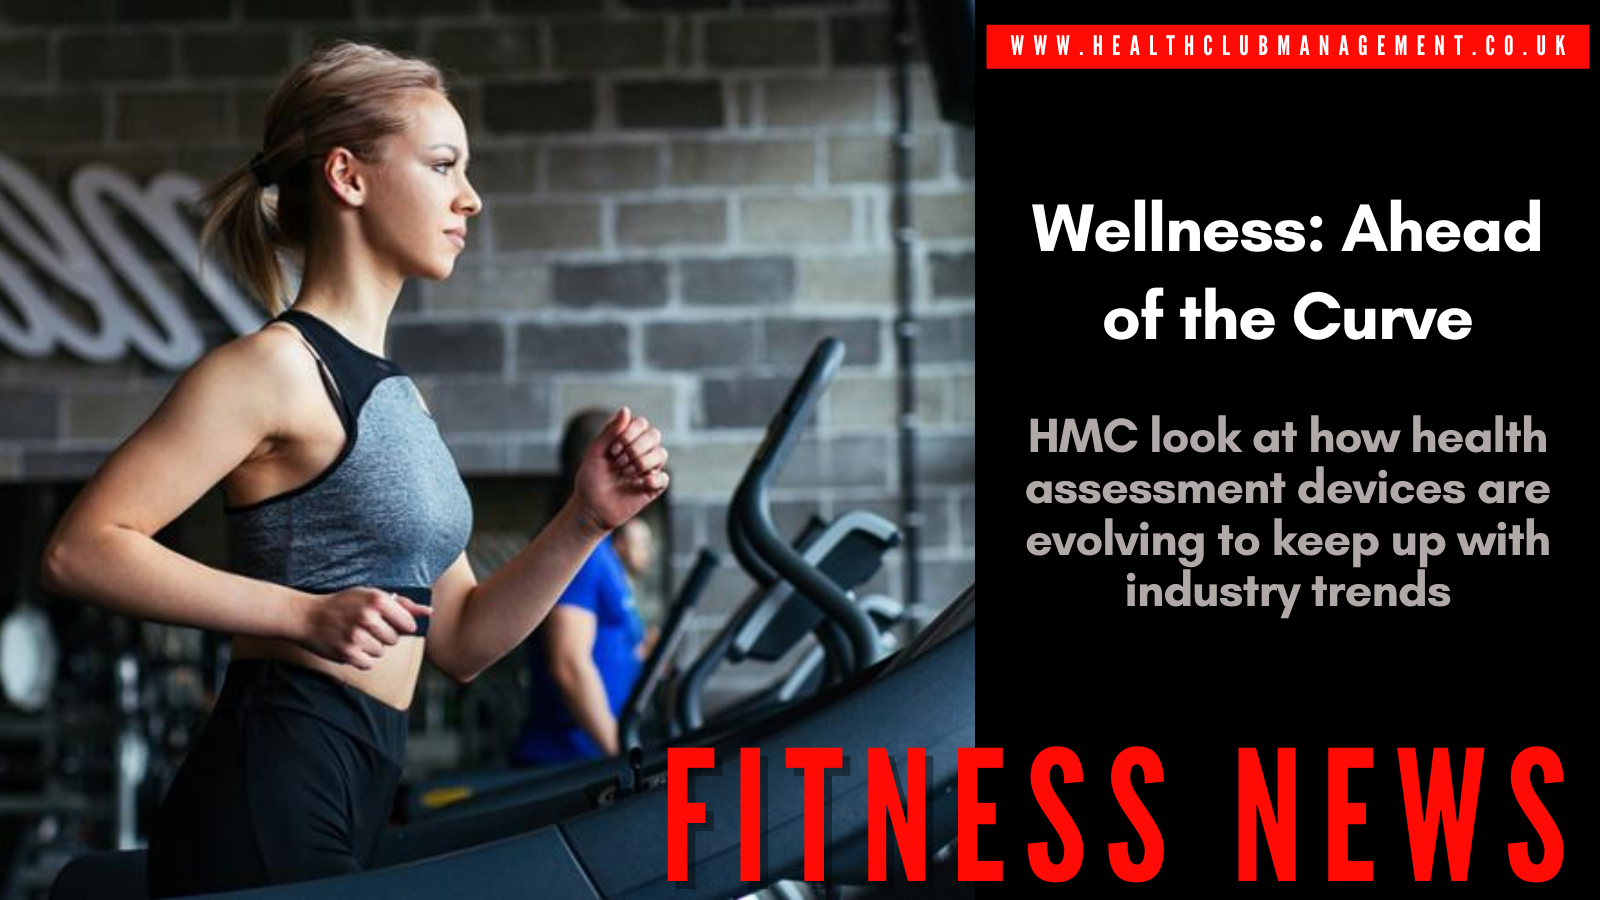 WWW.HEALTHCLUBMANAGEMENT.CO.UK
Wellness: Ahead
of the Curve
HMC look at how health
assessment devices are
evolving to keep up with
industry trends
FITNESS NEWS